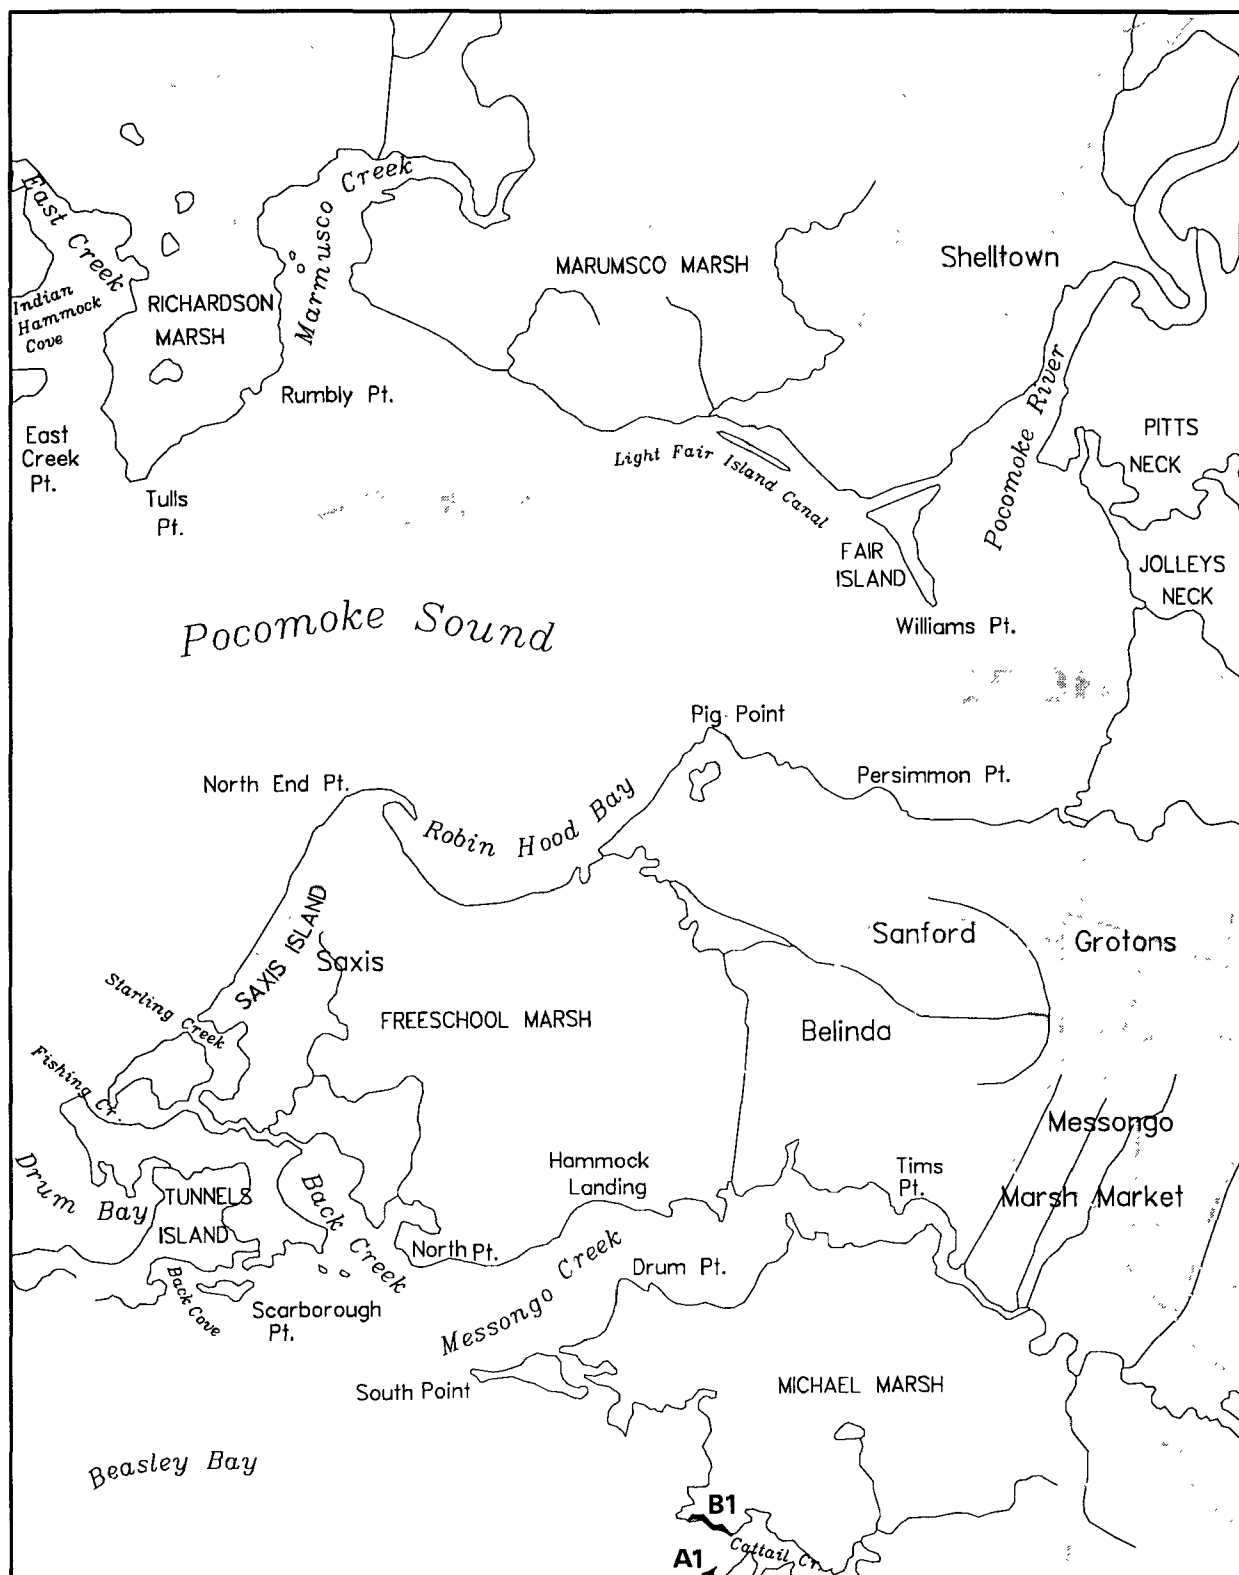 East Creek
Marmusco Creek
MARUMSCO MARSH
Shelltown
Indian
Hammock
Cove
RICHARDSON
MARSH
Rumbly Pt.
Pocomoke River
East
Creek
Pt.
PITTS
NECK
Light Fair Island Canal
Tulls
Pt.
FAIR
ISLAND
JOLLEYS
NECK
Pocomoke Sound
Williams Pt.
Pig Point
North End Pt.
Persimmon Pt.
Robin Hood Bay
SAXIS ISLAND
Saxis
Sanford
Grotons
Starling Creek
FREESCHOOL MARSH
Belinda
Fishing Cr.
Messongo
Drum Bay
TUNNELS
ISLAND
Back Creek
Hammock
Landing
Tims
Pt.
Marsh Market
North Pt.
Messongo Creek
Drum Pt.
Back Cove
Scarborough
Pt.
South Point
MICHAEL MARSH
Beasley Bay
B1
Cattail Cr.
A1